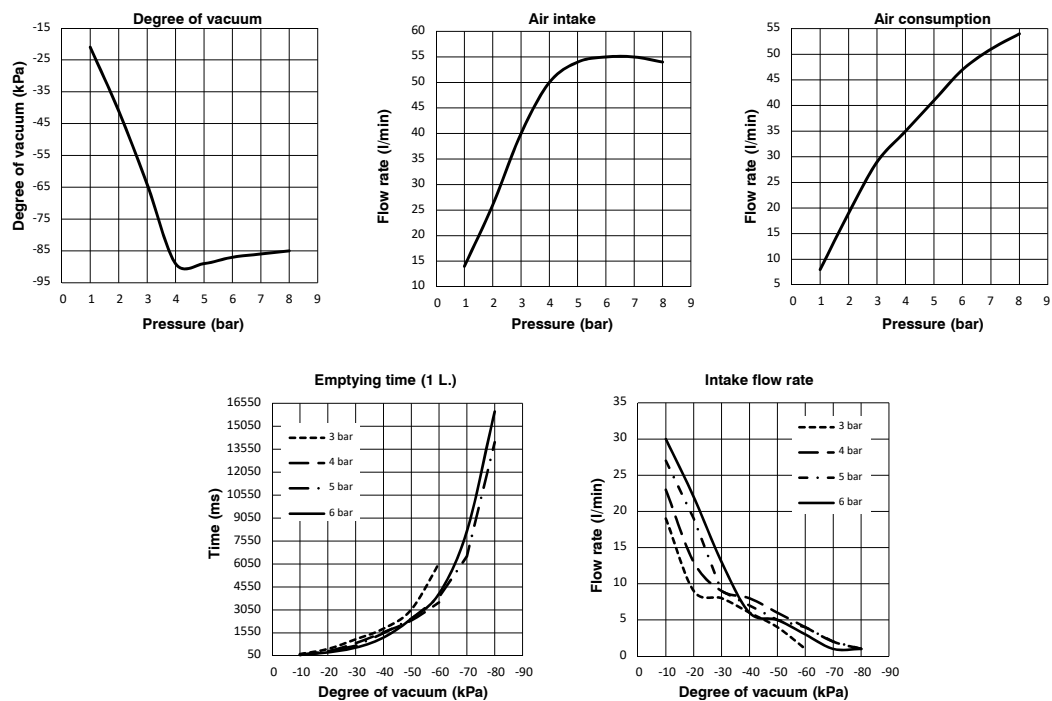 Degree of vacuum
Degree of vacuum (kPa)
-15
-25
-35
-45
-55
-65
-75
-85
-95
0 1 2 3 4 5 6 7 8 9
Pressure (bar)
Air intake
Flow rate (l/min)
60
55
50
45
40
35
30
25
20
15
10
0 1 2 3 4 5 6 7 8 9
Pressure (bar)
Air consumption
Flow rate (l/min)
55
50
45
40
35
30
25
20
15
10
5
0 1 2 3 4 5 6 7 8 9
Pressure (bar)
Emptying time (1 L.)
Time (ms)
16550
15050
13550
12050
10550
9050
7550
6050
4550
3050
1550
50
3 bar
4 bar
5 bar
6 bar
0 -10 -20 -30 -40 -50 -60 -70 -80 -90
Degree of vacuum (kPa)
Intake flow rate
Flow rate (l/min)
35
30
25
20
15
10
5
0
3 bar
4 bar
5 bar
6 bar
0 -10 -20 -30 -40 -50 -60 -70 -80 -90
Degree of vacuum (kPa)